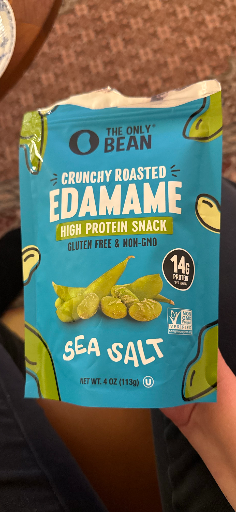 THE ONLY
BEAN
CRUNCHY ROASTED
EDAMAME
HIGH PROTEIN SNACK
GLUTEN FREE & NON-GMO
14G
PROTEIN
SEA SALT
NET WT. 4 OZ (113g) U